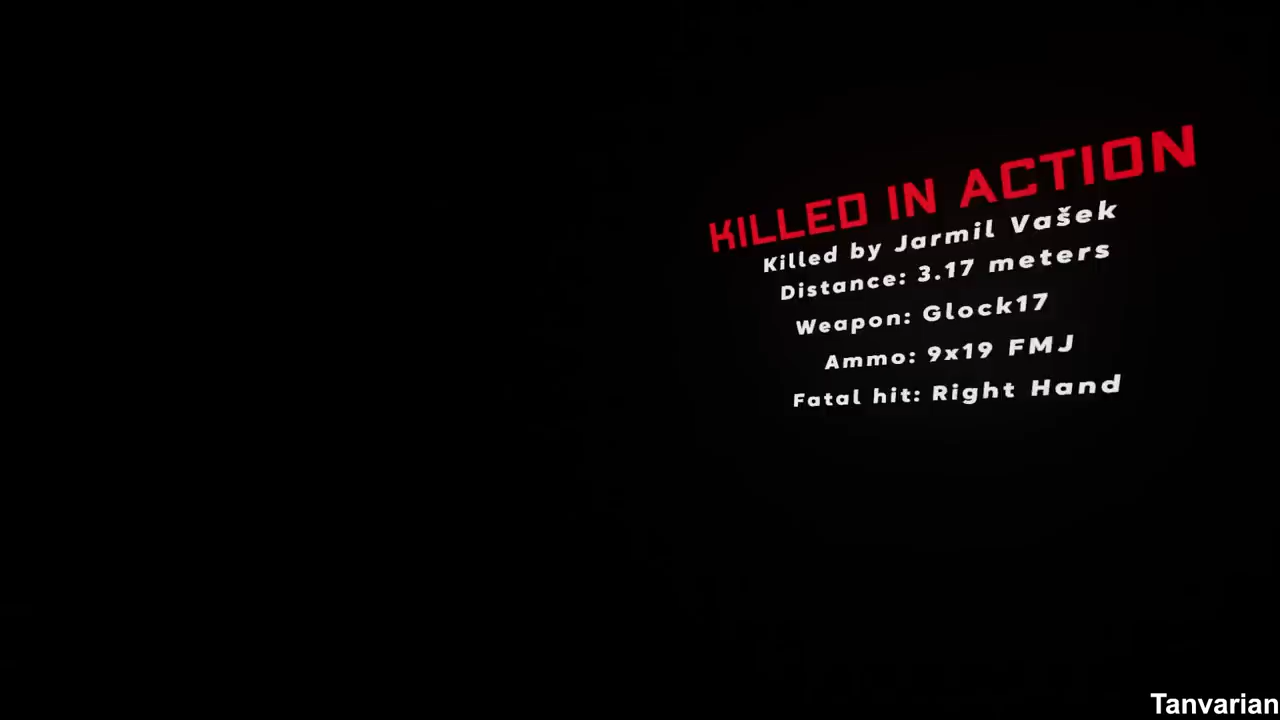 KILLED IN ACTION
Killed by Jarmil Vašek
Distance: 3.17 meters
Weapon: Glock17
Ammo: 9x19 FMJ
Fatal hit: Right Hand
Tanvarian